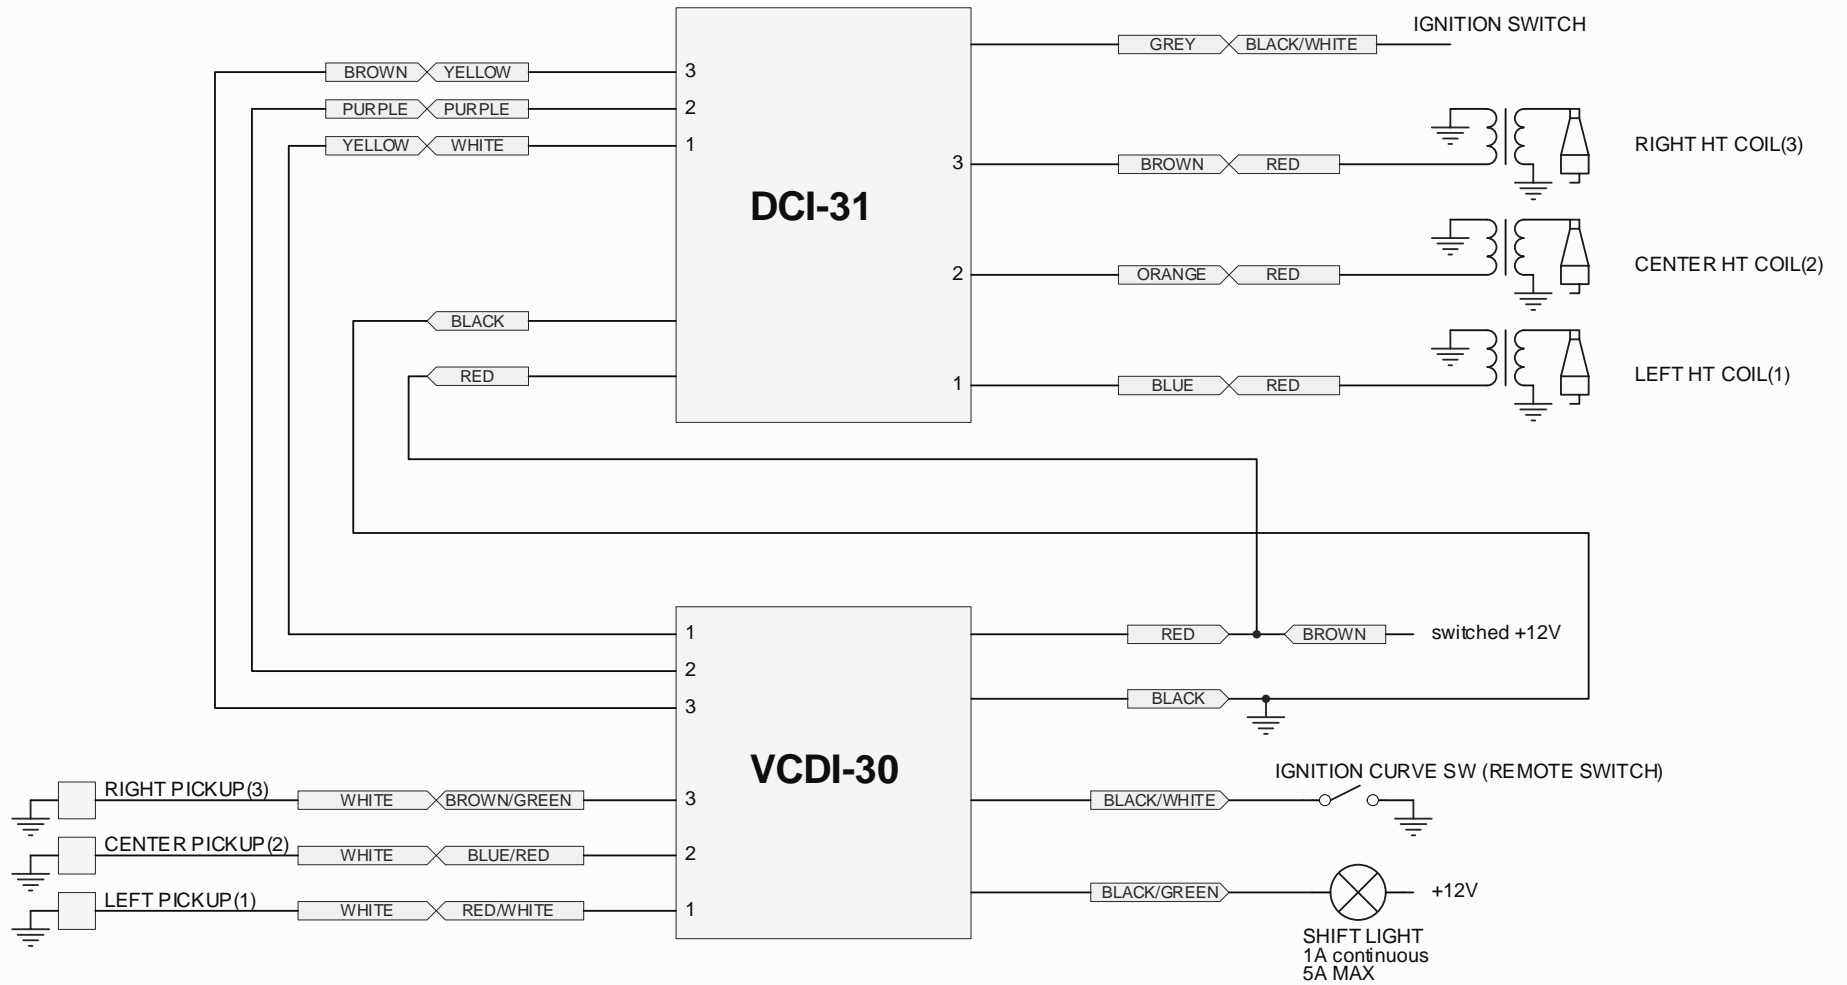 IGNITION SWITCH
GREY BLACK/WHITE
BROWN YELLOW 3
PURPLE PURPLE 2
YELLOW WHITE 1
3 BROWN RED RIGHT HT COIL(3)
DCI-31
2 ORANGE RED CENTER HT COIL(2)
BLACK
RED
1 BLUE RED LEFT HT COIL(1)
1 RED BROWN switched +12V
2
3 BLACK
VCDI-30
IGNITION CURVE SW (REMOTE SWITCH)
RIGHT PICKUP(3) WHITE BROWN/GREEN 3 BLACK/WHITE
CENTER PICKUP(2) WHITE BLUE/RED 2
BLACK/GREEN +12V
LEFT PICKUP(1) WHITE RED/WHITE 1
SHIFT LIGHT
1A continuous
5A MAX